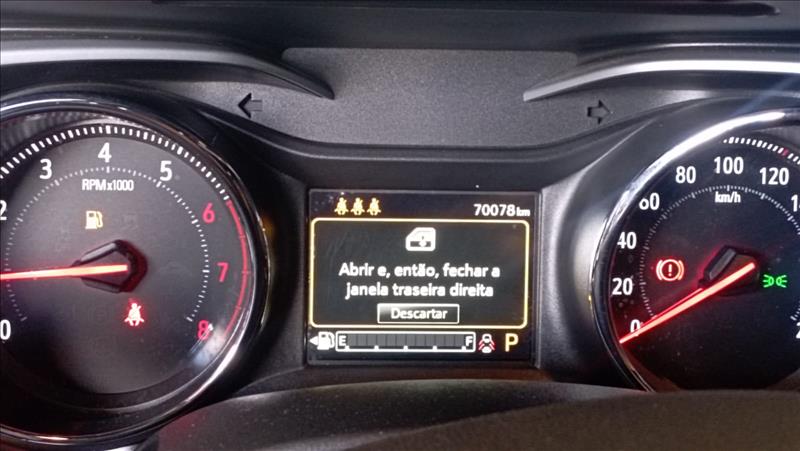 2
3
4
5
6
7
8
0
RPMx1000
70078km
Abrir e, então, fechar a
janela traseira direita
Descartar
E
F
P
0
20
40
60
80
100
120
km/h